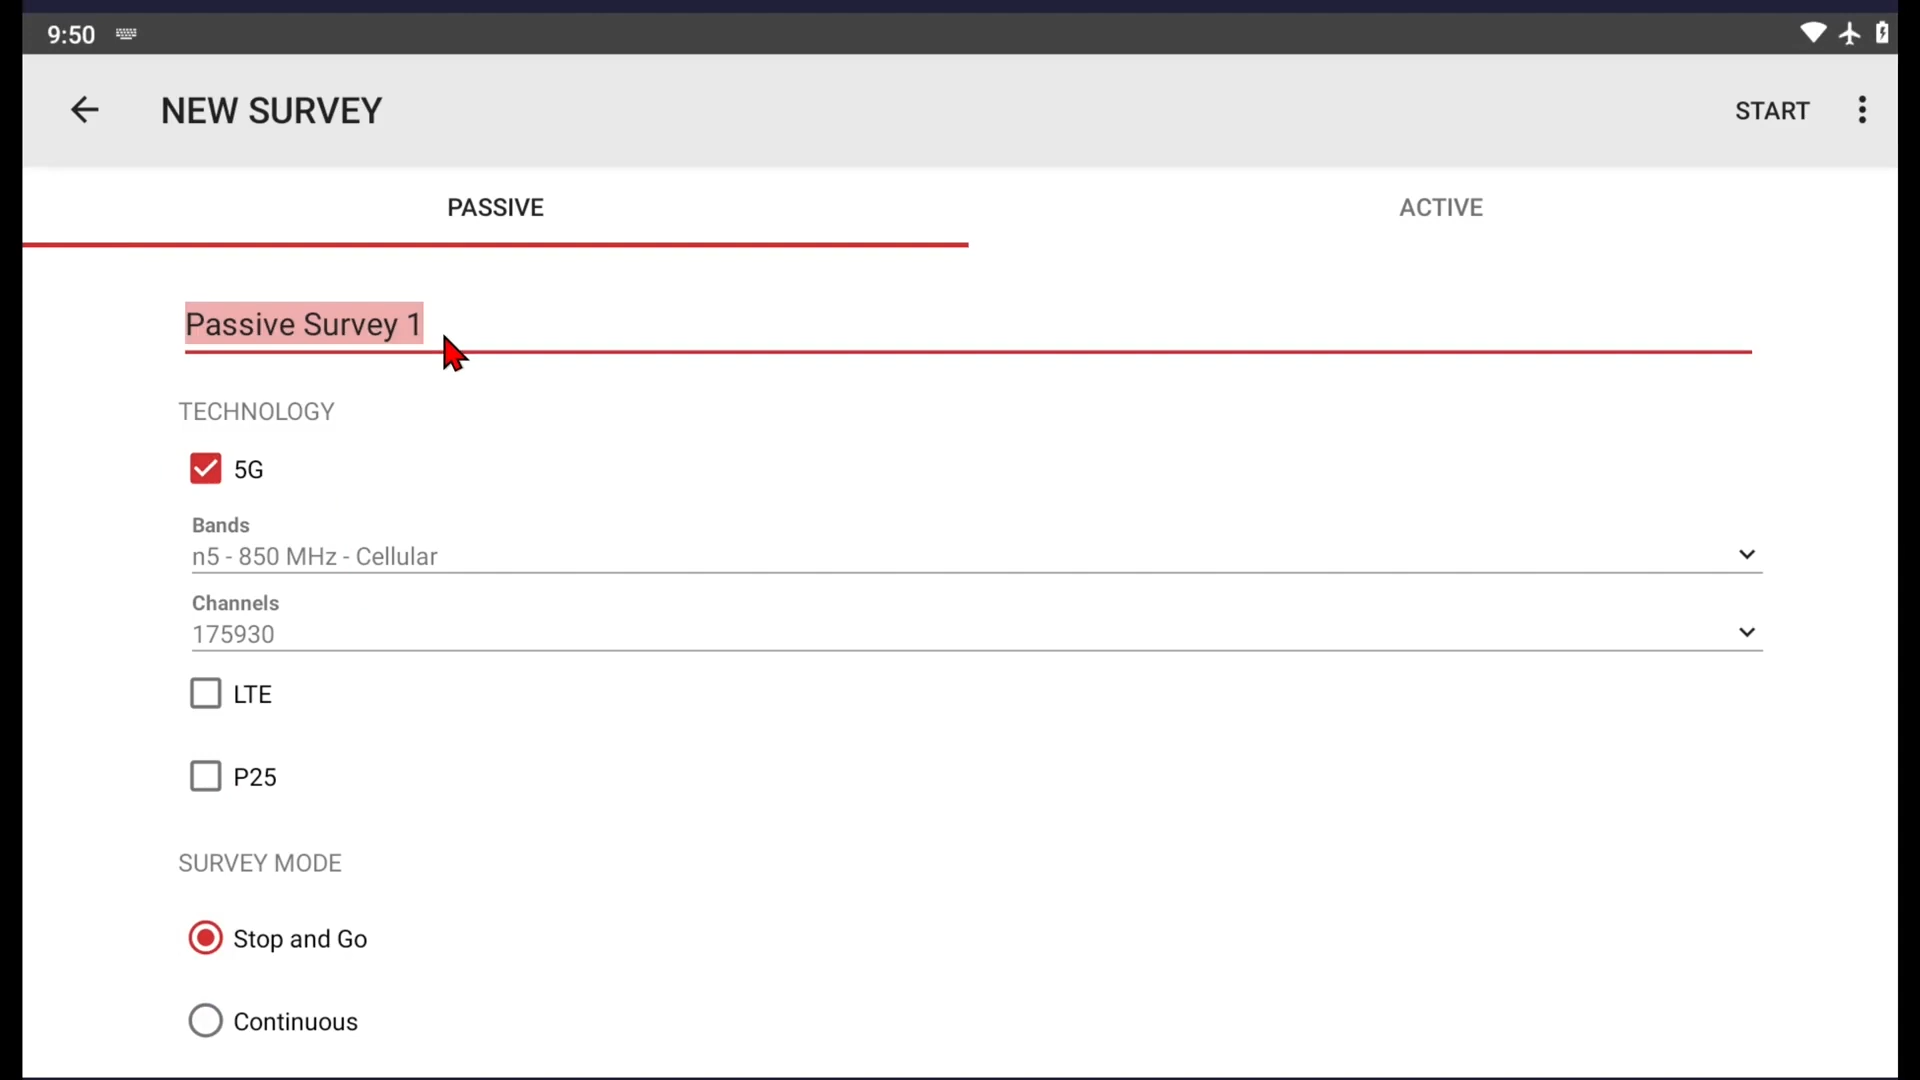 9:50
NEW SURVEY
START
PASSIVE
ACTIVE
Passive Survey 1
TECHNOLOGY
5G
Bands
n5 - 850 MHz - Cellular
Channels
175930
LTE
P25
SURVEY MODE
Stop and Go
Continuous